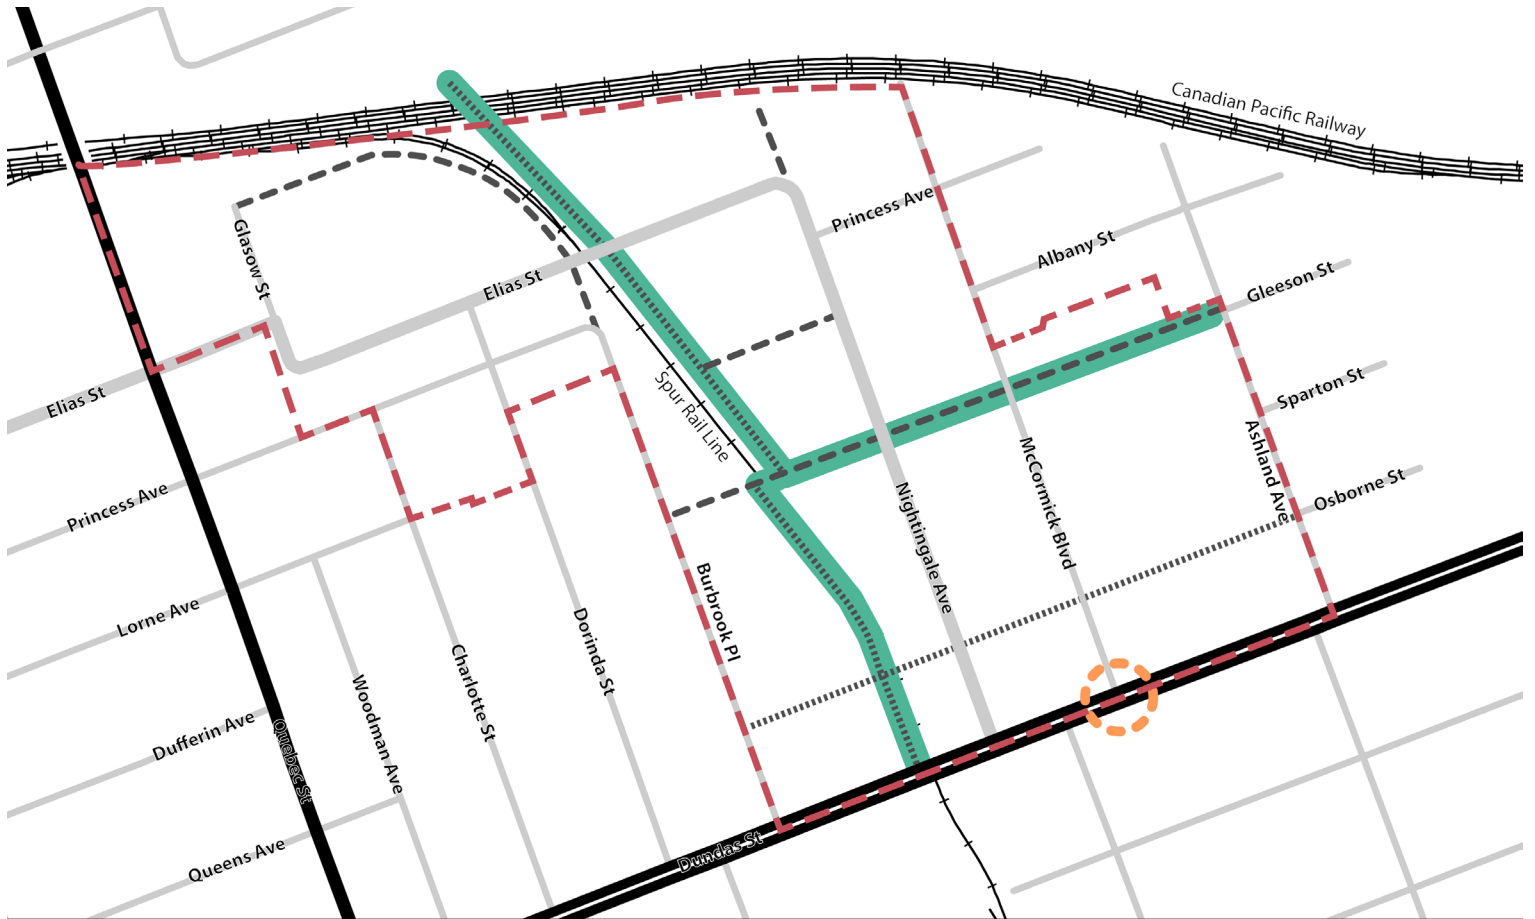 Canadian Pacific Railway
Princess Ave
Glasow St
Albany St
Elias St
Gleeson St
Elias St
Spur Rail Line
Sparton St
McCormick Blvd
Ashland Ave
Princess Ave
Nightingale Ave
Osborne St
Burbrook Pl
Lorne Ave
Dorinda St
Charlotte St
Woodman Ave
Dufferin Ave
Quebec St
Queens Ave
Dundas St